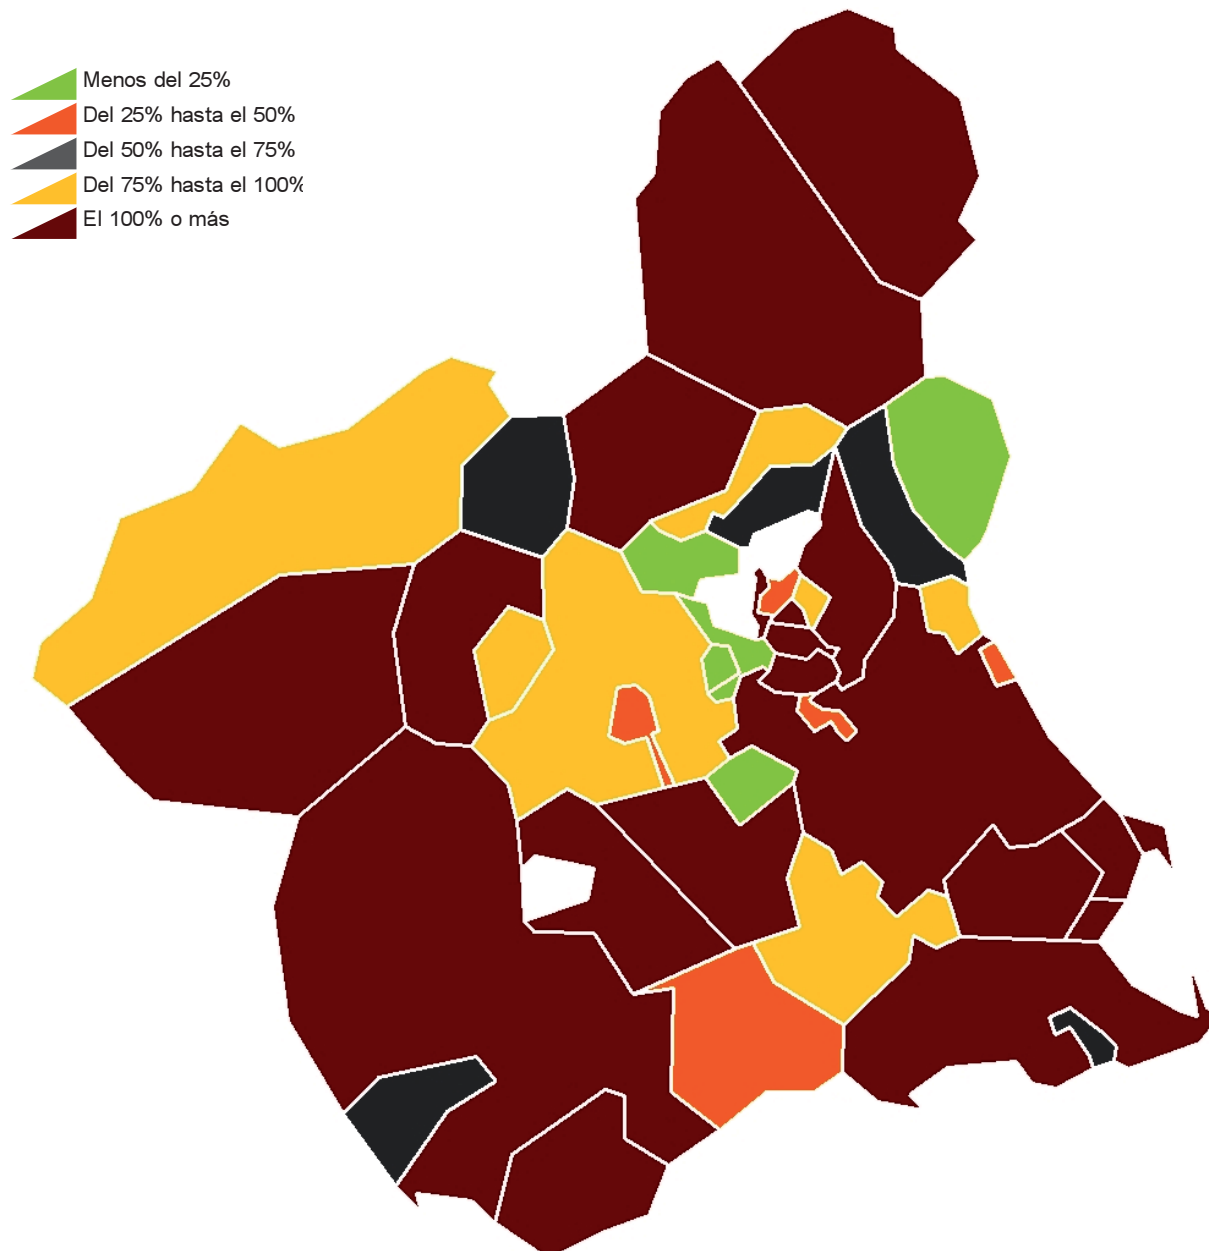 Menos del 25%
Del 25% hasta el 50%
Del 50% hasta el 75%
Del 75% hasta el 100%
El 100% o más